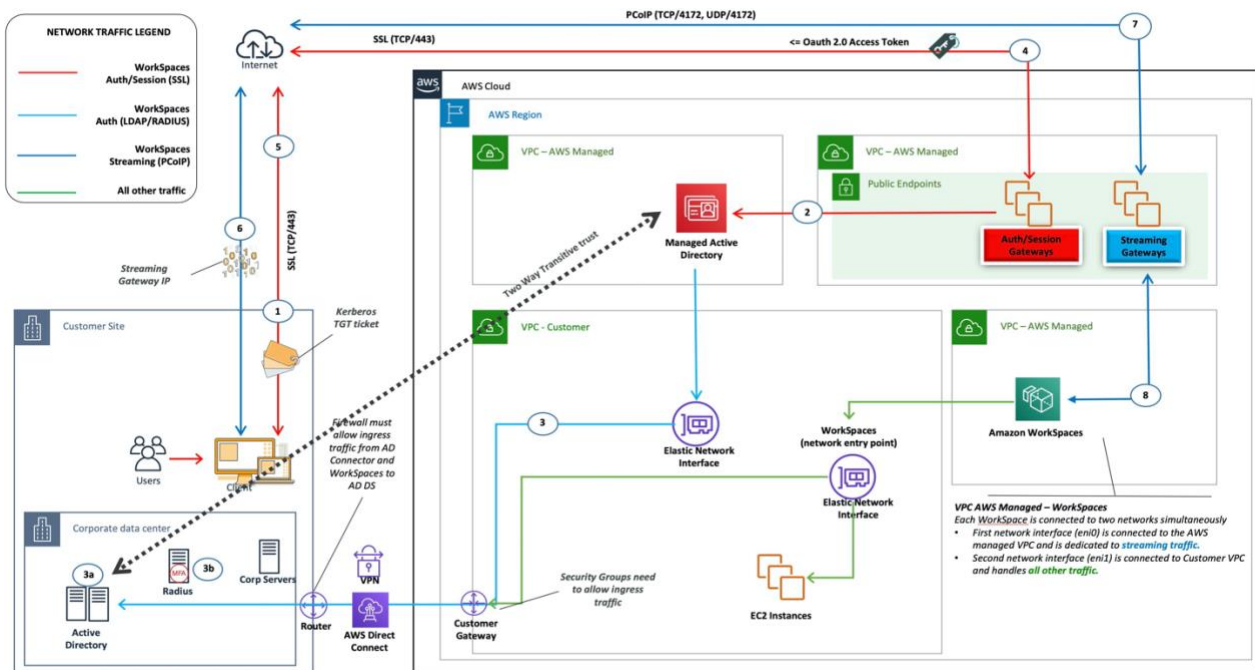 PCoIP (TCP/4172, UDP/4172)
7
NETWORK TRAFFIC LEGEND
WorkSpaces
Auth/Session (SSL)
WorkSpaces
Auth (LDAP/RADIUS)
WorkSpaces
Streaming (PCoIP)
All other traffic
Internet
SSL (TCP/443)
<= Oauth 2.0 Access Token
4
aws
AWS Cloud
AWS Region
VPC – AWS Managed
VPC – AWS Managed
Public Endpoints
5
6
SSL (TCP/443)
Streaming
Gateway IP
2
Managed Active
Directory
Auth/Session
Gateways
Streaming
Gateways
Two Way Transitive trust
1
Kerberos
TGT ticket
Customer Site
VPC - Customer
VPC – AWS Managed
8
Amazon WorkSpaces
3
Elastic Network
Interface
WorkSpaces
(network entry point)
Elastic Network
Interface
Firewall must
allow ingress
traffic from AD
Connector and
WorkSpaces to
AD DS
Users
Client
Corporate data center
3a
MFA
3b
Radius
Corp Servers
Active
Directory
VPN
Router
AWS Direct
Connect
Customer
Gateway
Security Groups need
to allow ingress
traffic
EC2 Instances
VPC AWS Managed – WorkSpaces
Each WorkSpace is connected to two networks simultaneously
• First network interface (eni0) is connected to the AWS
managed VPC and is dedicated to streaming traffic.
• Second network interface (eni1) is connected to Customer VPC
and handles all other traffic.